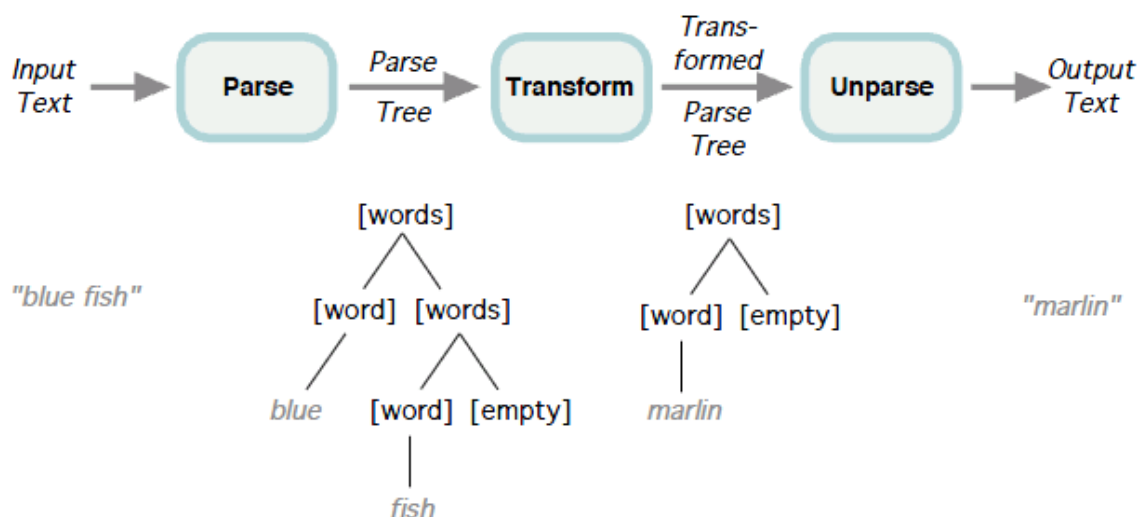 Input
Text
Parse
Parse
Tree
Transform
Trans-
formed
Parse
Tree
Unparse
Output
Text
"blue fish"
[words]
[word] [words]
blue [word] [empty]
fish
[words]
[word] [empty]
marlin
"marlin"